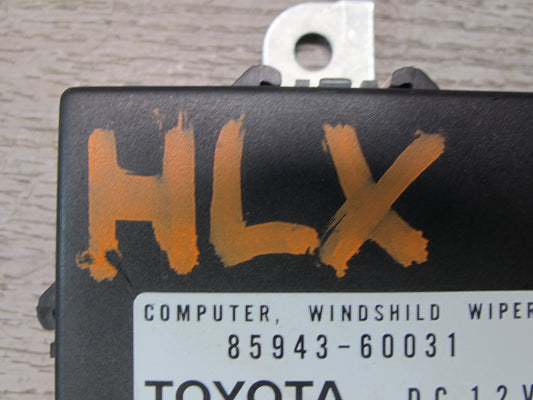 HLX
COMPUTER, WINDSHILD WIPER
85943-60031
TOYOTA DC 12V